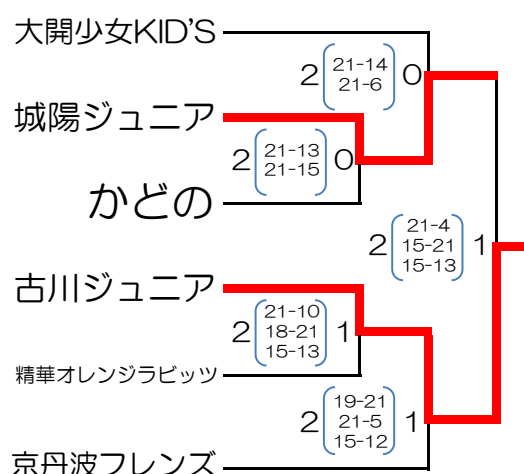 大開少女KID'S
2 21-14 0
21-6
城陽ジュニア
2 21-13 0
21-15
かどの
2 21-4 1
15-21
15-13
古川ジュニア
2 21-10 1
18-21
15-13
精華オレンジラビッツ
2 19-21 1
21-5
15-12
京丹波フレンズ